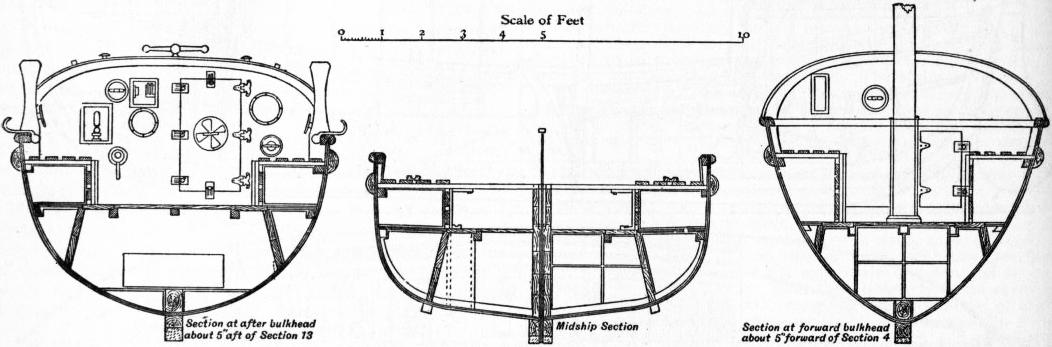 Scale of Feet
0 1 2 3 4 5 10
Section at after bulkhead
about 5" aft of Section 13
Midship Section
Section at forward bulkhead
about 5" forward of Section 4